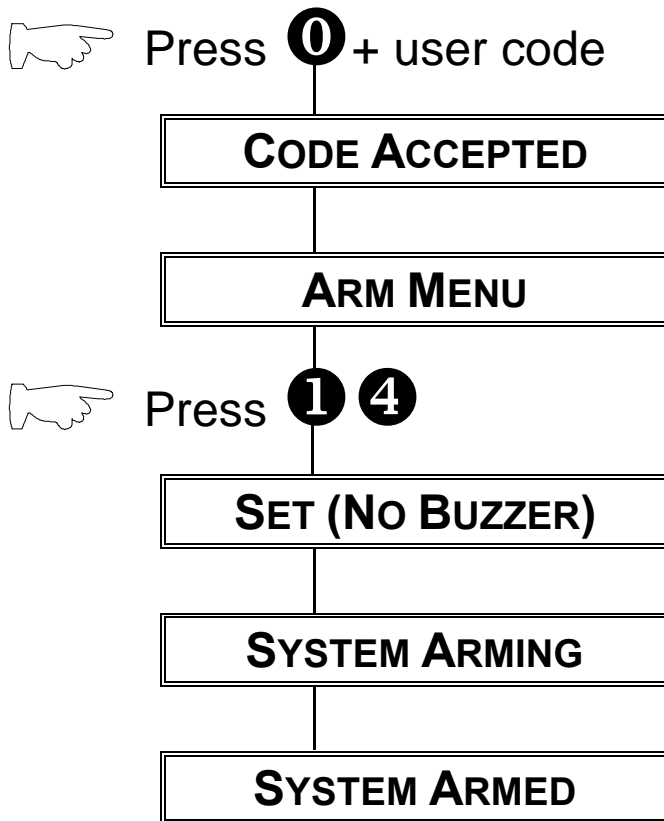 Press 0 + user code
CODE ACCEPTED
ARM MENU
Press 1 4
SET (NO BUZZER)
SYSTEM ARMING
SYSTEM ARMED